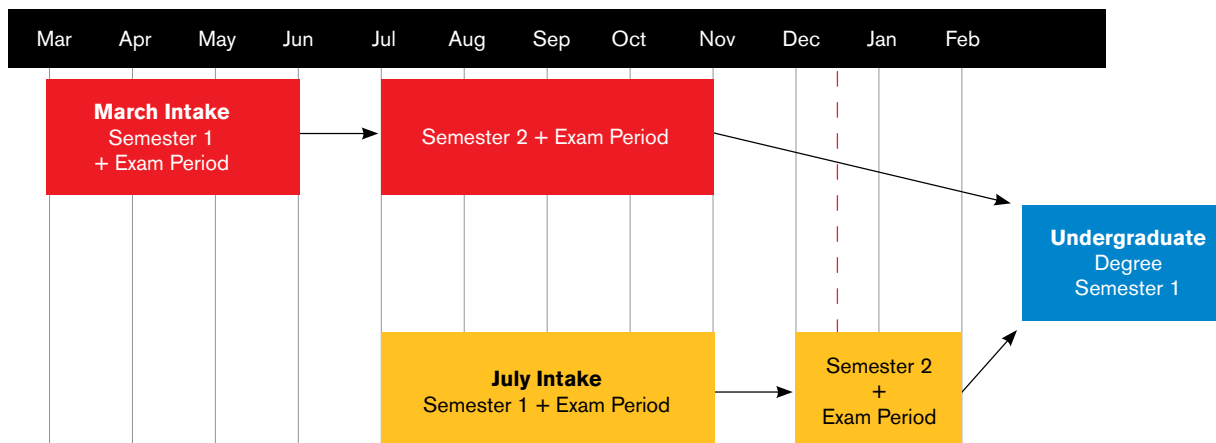 Mar Apr May Jun Jul Aug Sep Oct Nov Dec Jan Feb
March Intake
Semester 1
+ Exam Period
Semester 2 + Exam Period
Undergraduate
Degree
Semester 1
July Intake
Semester 1 + Exam Period
Semester 2
+
Exam Period